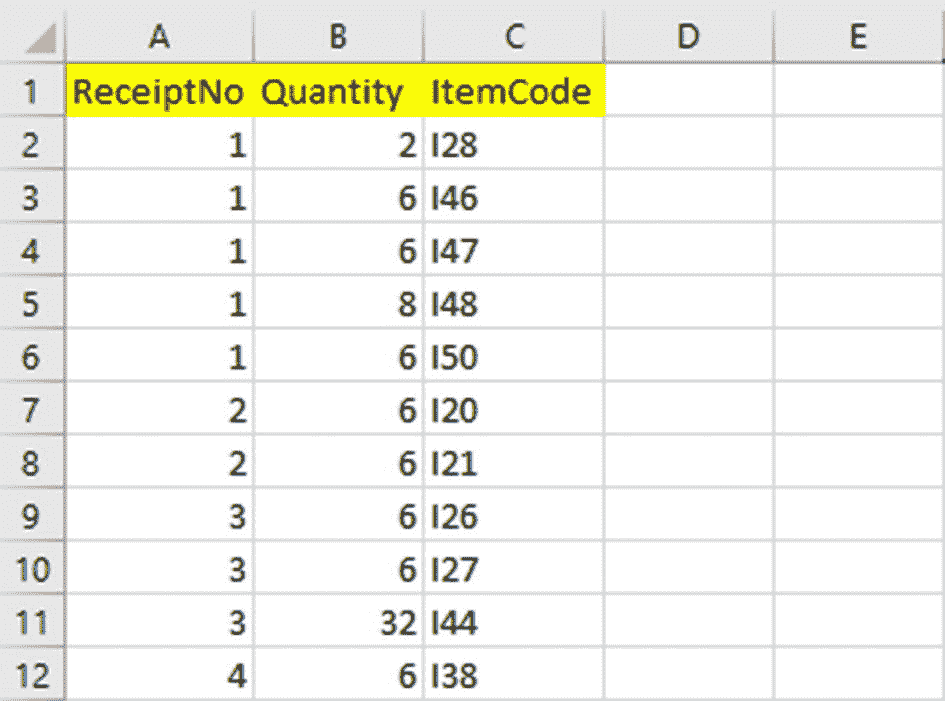 A B C D E
1 ReceiptNo Quantity ItemCode
2 1 2 I28
3 1 6 I46
4 1 6 I47
5 1 8 I48
6 1 6 I50
7 2 6 I20
8 2 6 I21
9 3 6 I26
10 3 6 I27
11 3 32 I44
12 4 6 I38